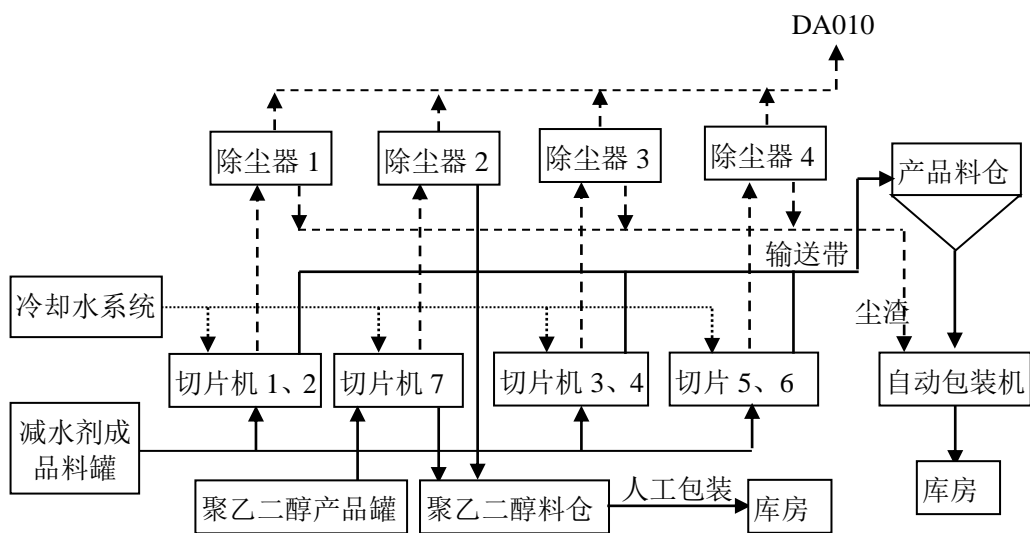 DA010
除尘器 1
除尘器 2
除尘器 3
除尘器 4
产品料仓
输送带
冷却水系统
尘渣
切片机 1、2
切片机 7
切片机 3、4
切片 5、6
自动包装机
减水剂成
品料罐
聚乙二醇产品罐
聚乙二醇料仓
人工包装
库房
库房